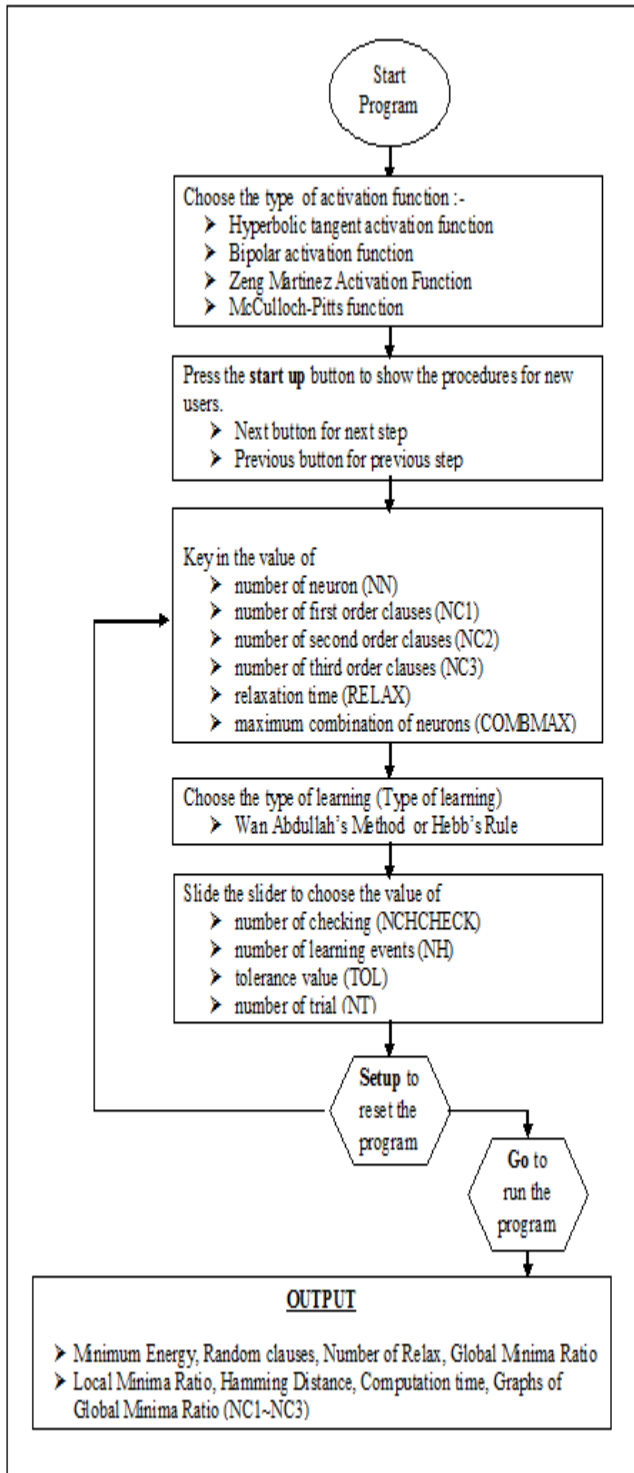 Start
Program
Choose the type of activation function :-
➤ Hyperbolic tangent activation function
➤ Bipolar activation function
➤ Zeng Martinez Activation Function
➤ McCulloch-Pitts function
Press the start up button to show the procedures for new
users.
➤ Next button for next step
➤ Previous button for previous step
Key in the value of
➤ number of neuron (NN)
➤ number of first order clauses (NC1)
➤ number of second order clauses (NC2)
➤ number of third order clauses (NC3)
➤ relaxation time (RELAX)
➤ maximum combination of neurons (COMBMAX)
Choose the type of learning (Type of learning)
➤ Wan Abdullah's Method or Hebb's Rule
Slide the slider to choose the value of
➤ number of checking (NCHCHECK)
➤ number of learning events (NH)
➤ tolerance value (TOL)
➤ number of trial (NT)
Setup to
reset the
program
Go to
run the
program
OUTPUT
➤ Minimum Energy, Random clauses, Number of Relax, Global Minima Ratio
➤ Local Minima Ratio, Hamming Distance, Computation time, Graphs of
Global Minima Ratio (NC1~NC3)